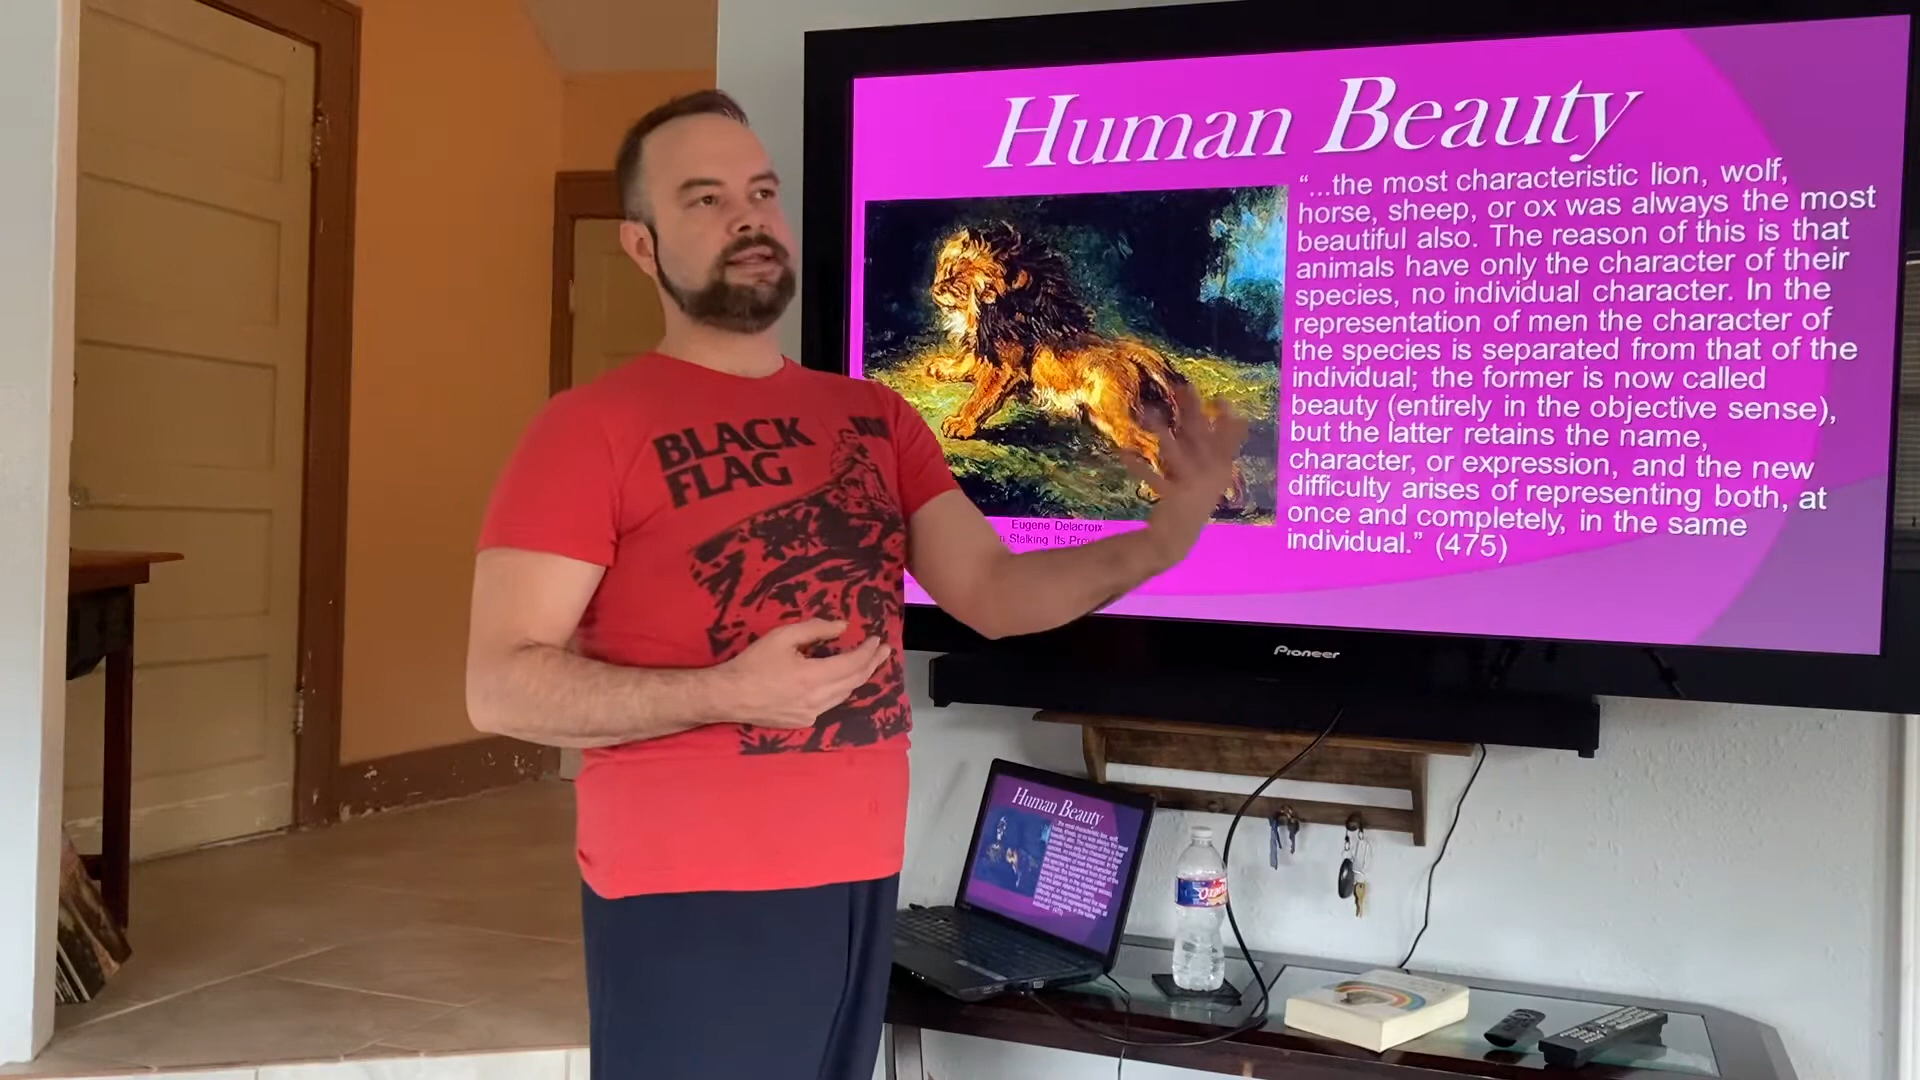 Human Beauty
“...the most characteristic lion, wolf,
horse, sheep, or ox was always the most
beautiful also. The reason of this is that
animals have only the character of their
species, no individual character. In the
representation of men the character of
the species is separated from that of the
individual; the former is now called
beauty (entirely in the objective sense),
but the latter retains the name,
character, or expression, and the new
difficulty arises of representing both, at
once and completely, in the same
individual.” (475)
Eugene Delacroix
Stalking Its
BLACK
FLAG
Pioneer
Human Beauty